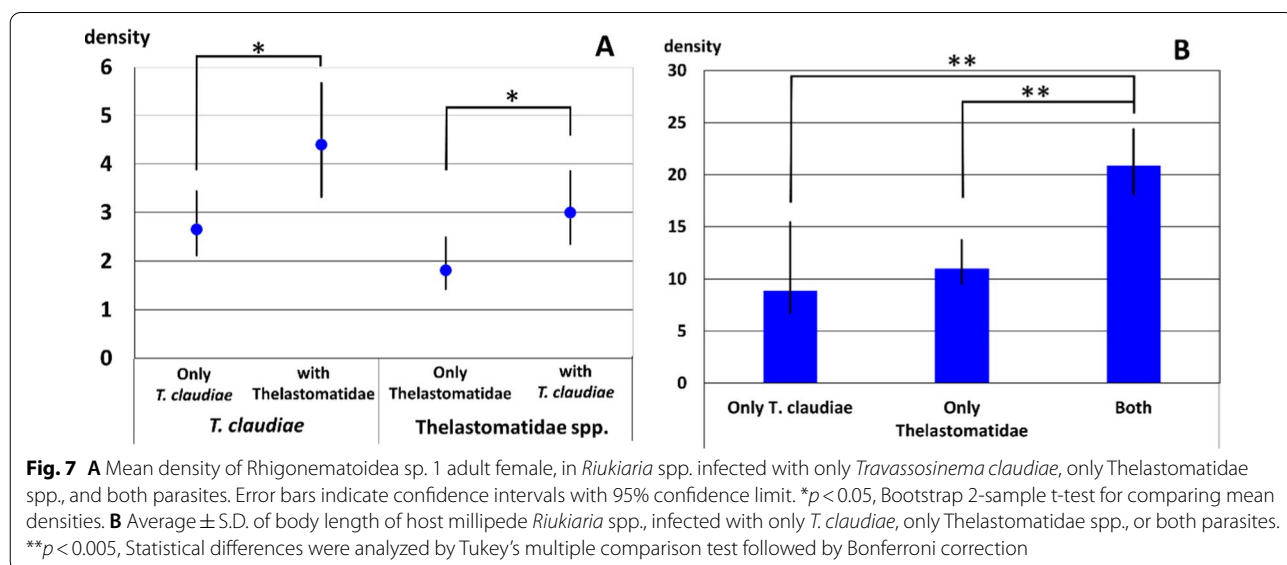 density
A
*
*
6
5
4
3
2
1
0
Only T. claudiae
with Thelastomatidae
Only Thelastomatidae
with T. claudiae
T. claudiae
Thelastomatidae spp.
density
B
**
**
30
25
20
15
10
5
0
Only T. claudiae
Only Thelastomatidae
Both
Fig. 7 A Mean density of Rhigonematoidea sp. 1 adult female, in Riukiaria spp. infected with only Travassosinema claudiae, only Thelastomatidae
spp., and both parasites. Error bars indicate confidence intervals with 95% confidence limit. *p < 0.05, Bootstrap 2-sample t-test for comparing mean
densities. B Average ± S.D. of body length of host millipede Riukiaria spp., infected with only T. claudiae, only Thelastomatidae spp., or both parasites.
**p < 0.005, Statistical differences were analyzed by Tukey's multiple comparison test followed by Bonferroni correction